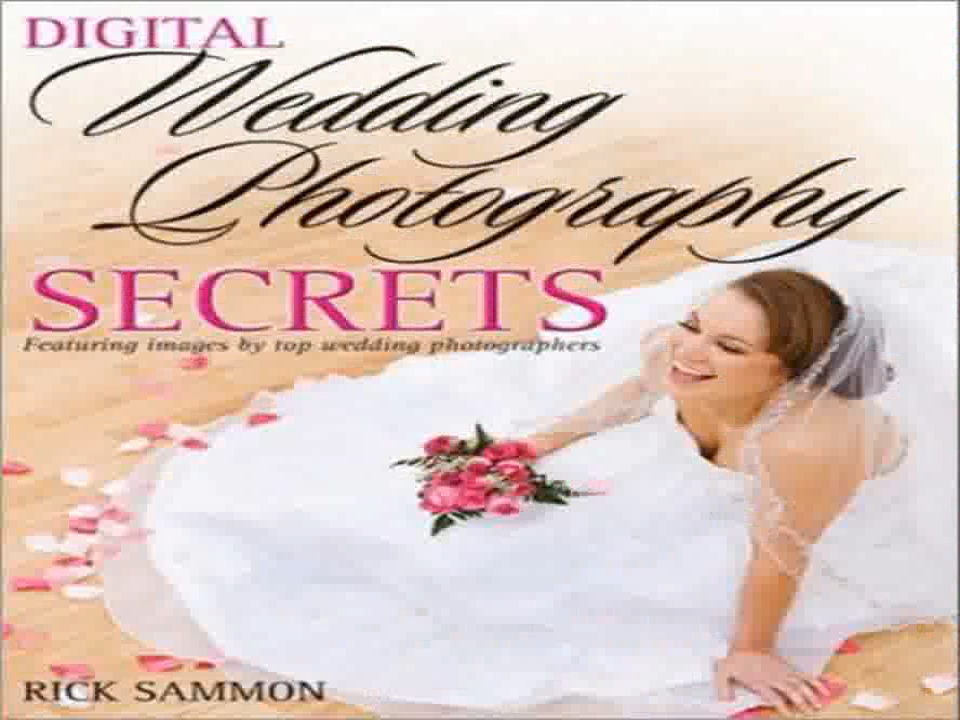 DIGITAL
Wedding
Photography
SECRETS
Featuring images by top wedding photographers
RICK SAMMON